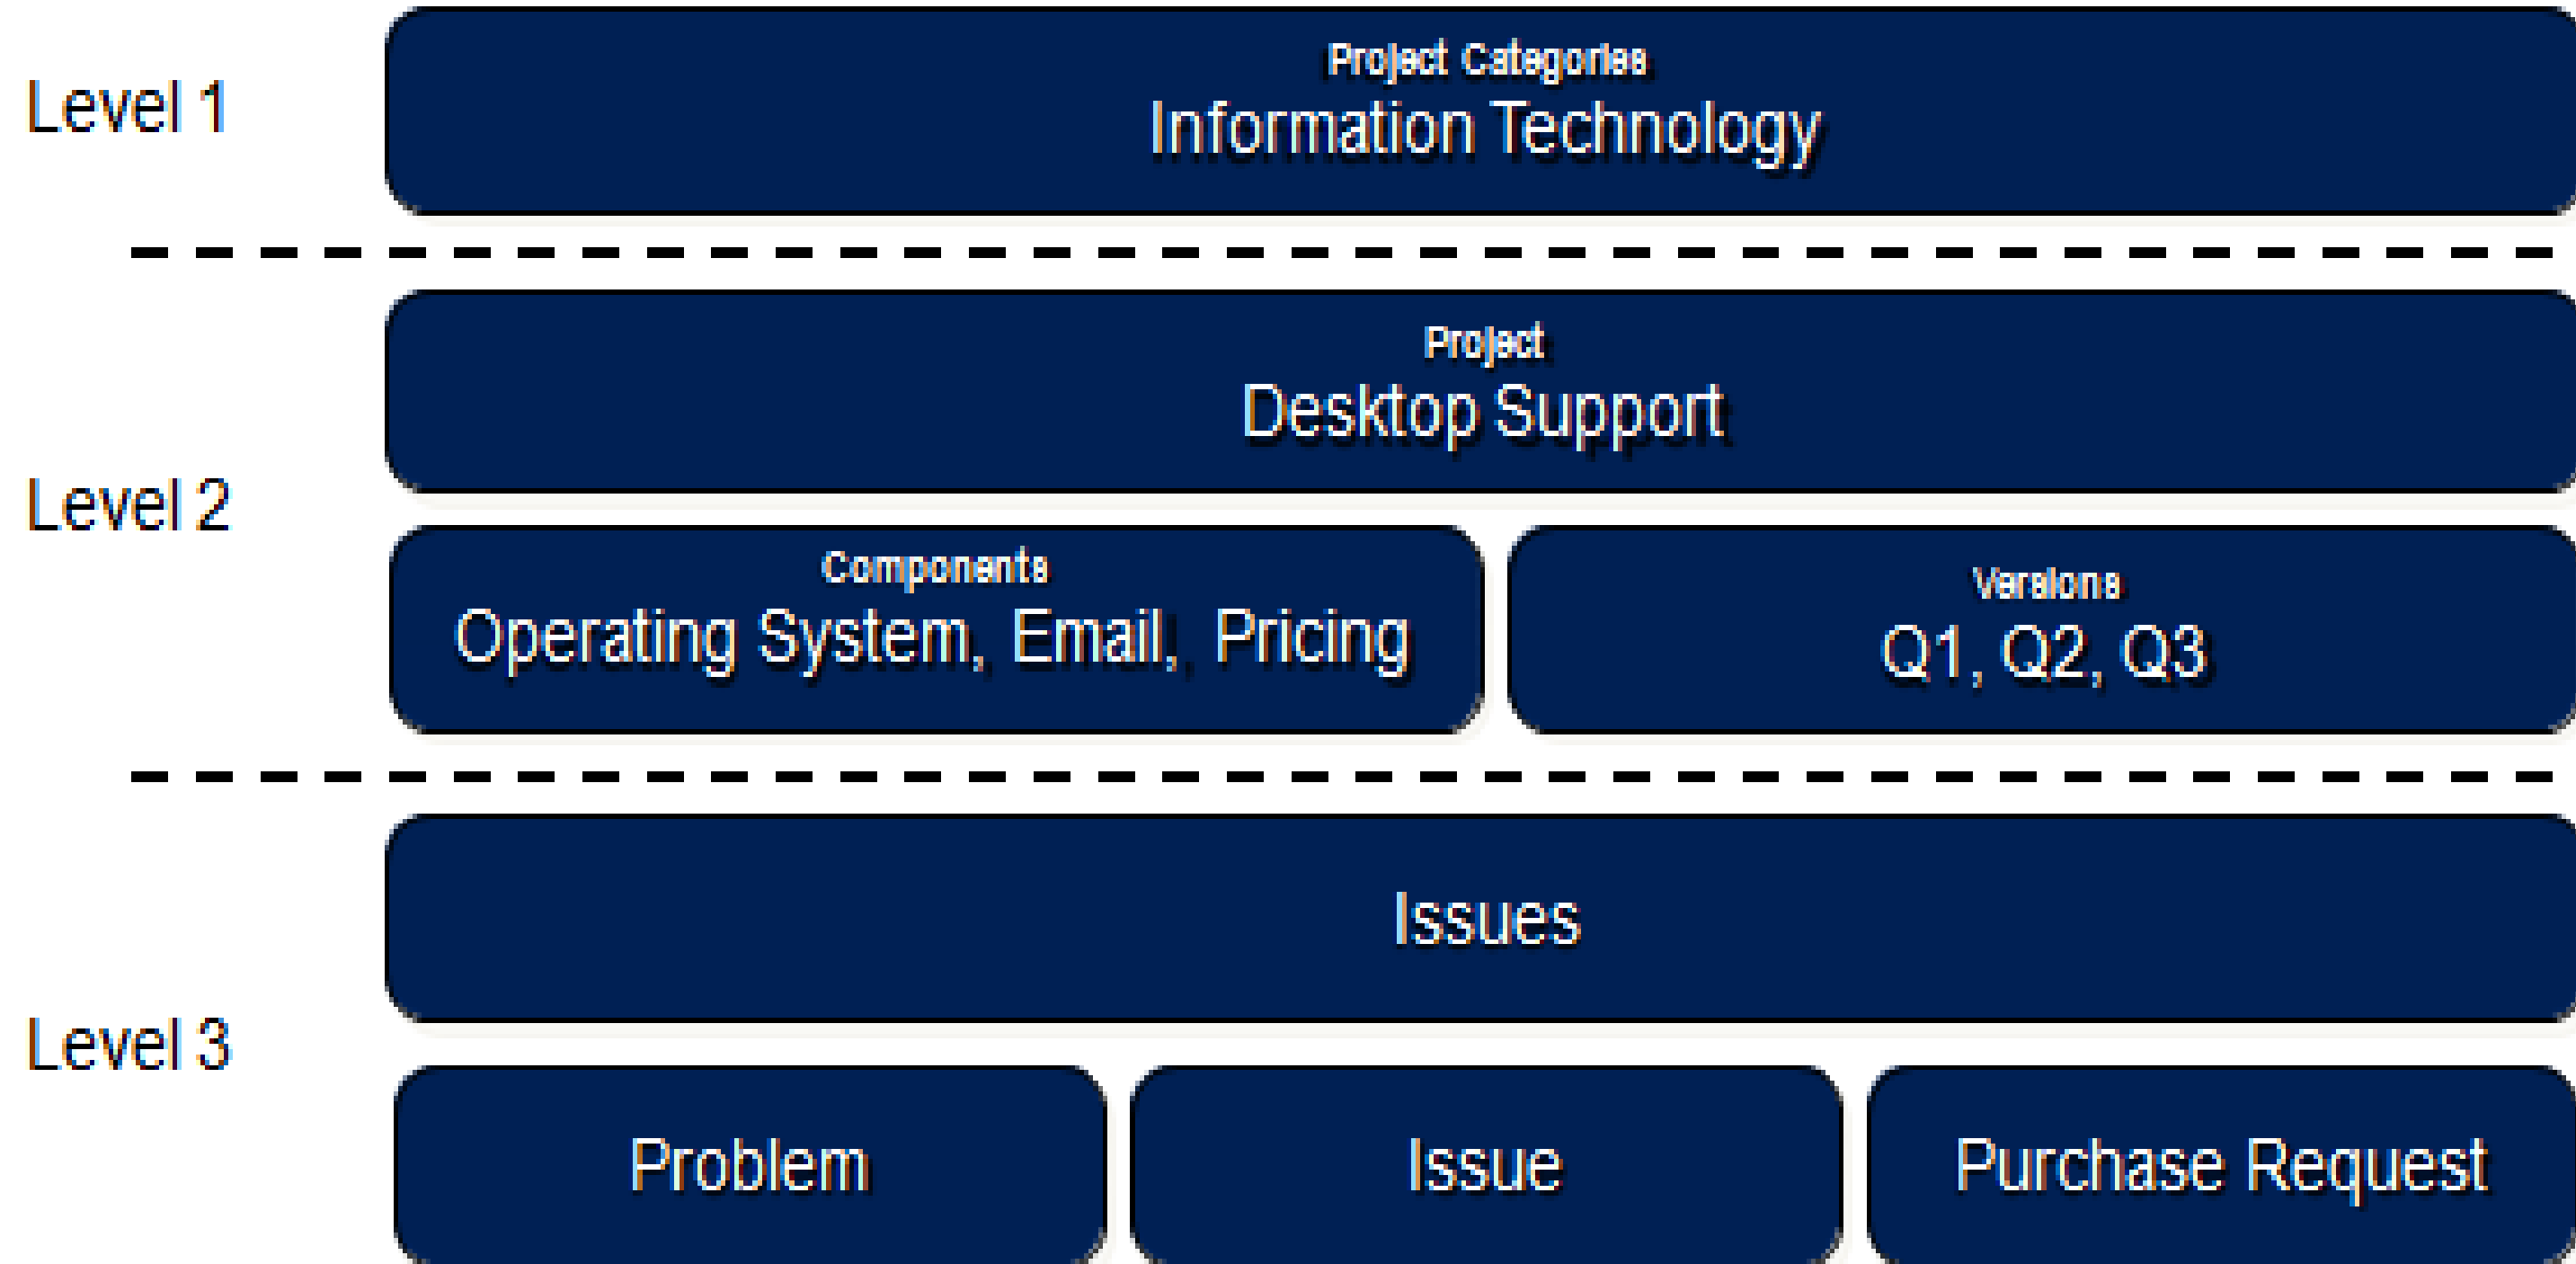 Level 1
Project Categories
Information Technology
Level 2
Project
Desktop Support
Components
Operating System, Email, Pricing
Versions
Q1, Q2, Q3
Level 3
Issues
Problem
Issue
Purchase Request